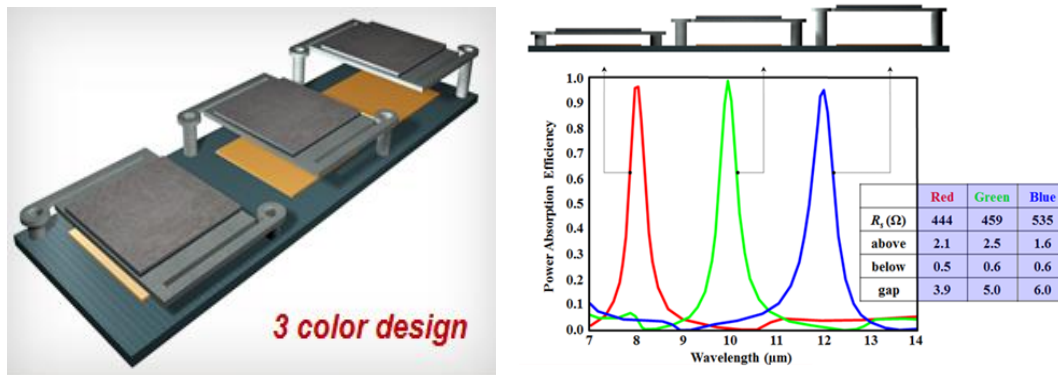 3 color design
Power Absorption Efficiency
1.0
0.9
0.8
0.7
0.6
0.5
0.4
0.3
0.2
0.1
0.0
7 8 9 10 11 12 13 14
Wavelength (µm)
Red Green Blue
Rs (Ω) 444 459 535
above 2.1 2.5 1.6
below 0.5 0.6 0.6
gap 3.9 5.0 6.0